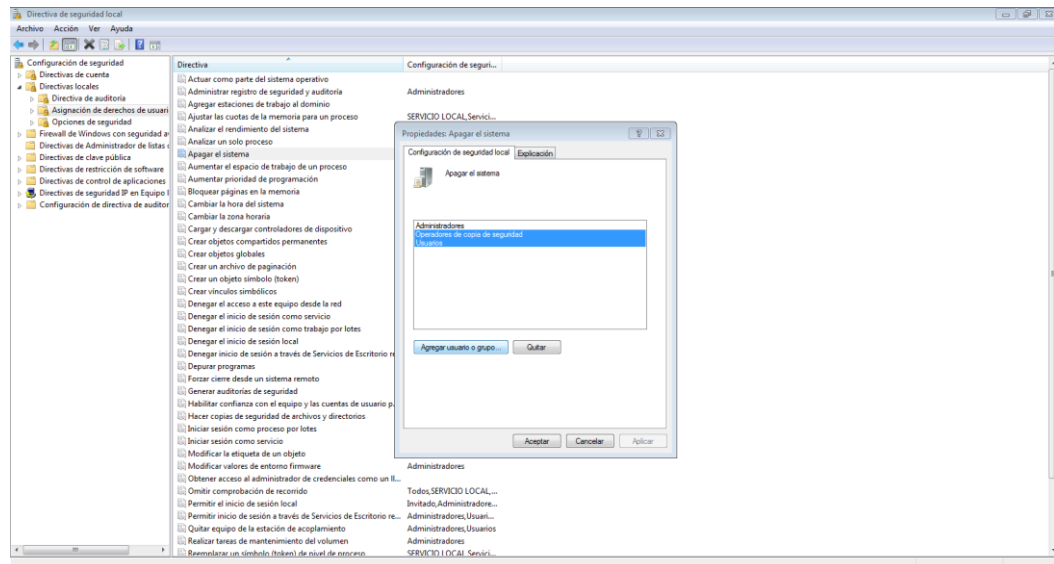 Directiva de seguridad local
Archivo Acción Ver Ayuda
Configuración de seguridad
Directivas de cuenta
Directivas locales
Directiva de auditoría
Asignación de derechos de usuari
Opciones de seguridad
Firewall de Windows con seguridad a
Directivas de Administrador de listas
Directivas de clave pública
Directivas de restricción de software
Directivas de control de aplicaciones
Directivas de seguridad IP en Equipo l
Configuración de directiva de auditor
Directiva Configuración de seguri...
Actuar como parte del sistema operativo
Administrar registro de seguridad y auditoría Administradores
Agregar estaciones de trabajo al dominio
Ajustar las cuotas de la memoria para un proceso SERVICIO LOCAL,Servici...
Analizar el rendimiento del sistema
Analizar un solo proceso
Apagar el sistema
Aumentar el espacio de trabajo de un proceso
Aumentar prioridad de programación
Bloquear páginas en la memoria
Cambiar la hora del sistema
Cambiar la zona horaria
Cargar y descargar controladores de dispositivo
Crear objetos compartidos permanentes
Crear objetos globales
Crear un archivo de paginación
Crear un objeto símbolo (token)
Crear vínculos simbólicos
Denegar el acceso a este equipo desde la red
Denegar el inicio de sesión como servicio
Denegar el inicio de sesión como trabajo por lotes
Denegar el inicio de sesión local
Denegar inicio de sesión a través de Servicios de Escritorio r
Depurar programas
Forzar cierre desde un sistema remoto
Generar auditorías de seguridad
Habilitar confianza con el equipo y las cuentas de usuario p
Hacer copias de seguridad de archivos y directorios
Iniciar sesión como proceso por lotes
Iniciar sesión como servicio
Modificar la etiqueta de un objeto
Modificar valores de entorno firmware Administradores
Obtener acceso al administrador de credenciales como un ll...
Omitir comprobación de recorrido Todos,SERVICIO LOCAL,...
Permitir el inicio de sesión local Invitado,Administradore...
Permitir inicio de sesión a través de Servicios de Escritorio re... Administradores,Usuari...
Quitar equipo de la estación de acoplamiento Administradores,Usuarios
Realizar tareas de mantenimiento del volumen Administradores
Reemplazar un símbolo (token) de nivel de proceso SERVICIO LOCAL,Servici...
Propiedades: Apagar el sistema
Configuración de seguridad local Explicación
Apagar el sistema
Administradores
Operadores de copia de seguridad
Usuarios
Agregar usuario o grupo... Quitar
Aceptar Cancelar Aplicar